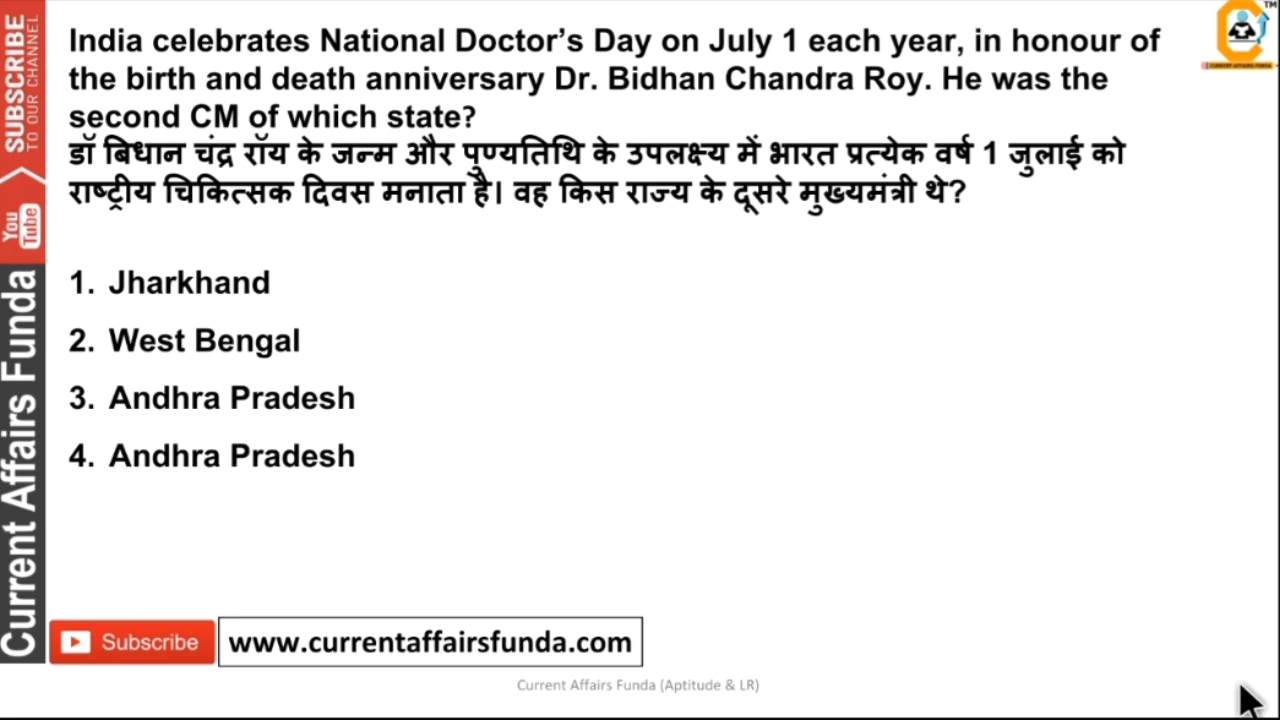 India celebrates National Doctor's Day on July 1 each year, in honour of
the birth and death anniversary Dr. Bidhan Chandra Roy. He was the
second CM of which state?
डॉ बिधान चंद्र रॉय के जन्म और पुण्यतिथि के उपलक्ष्य में भारत प्रत्येक वर्ष 1 जुलाई को
राष्ट्रीय चिकित्सक दिवस मनाता है। वह किस राज्य के दूसरे मुख्यमंत्री थे?
1. Jharkhand
2. West Bengal
3. Andhra Pradesh
4. Andhra Pradesh
SUBSCRIBE
TO OUR CHANNEL
You
Tube
Current Affairs Funda
TM
CURRENT AFFAIRS FUNDA
Subscribe
www.currentaffairsfunda.com
Current Affairs Funda (Aptitude & LR)